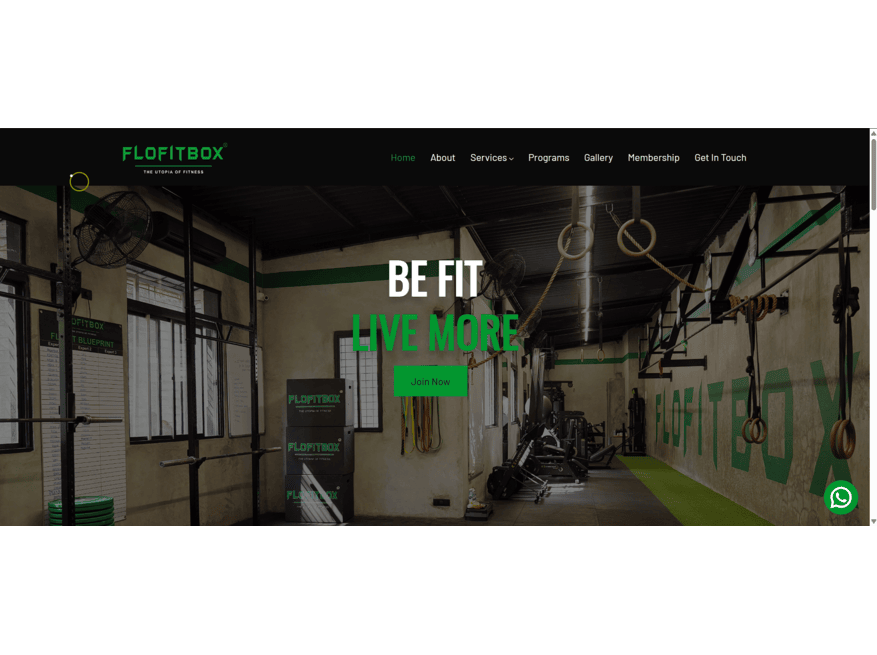 FLOFITBOX
THE UTOPIA OF FITNESS
Home About Services Programs Gallery Membership Get In Touch
BE FIT
LIVE MORE
Join Now
FLOFITBOX
BLUEPRINT
FLOFITBOX
FLOFITBOX
FLOFITBOX
FLOFITBOX